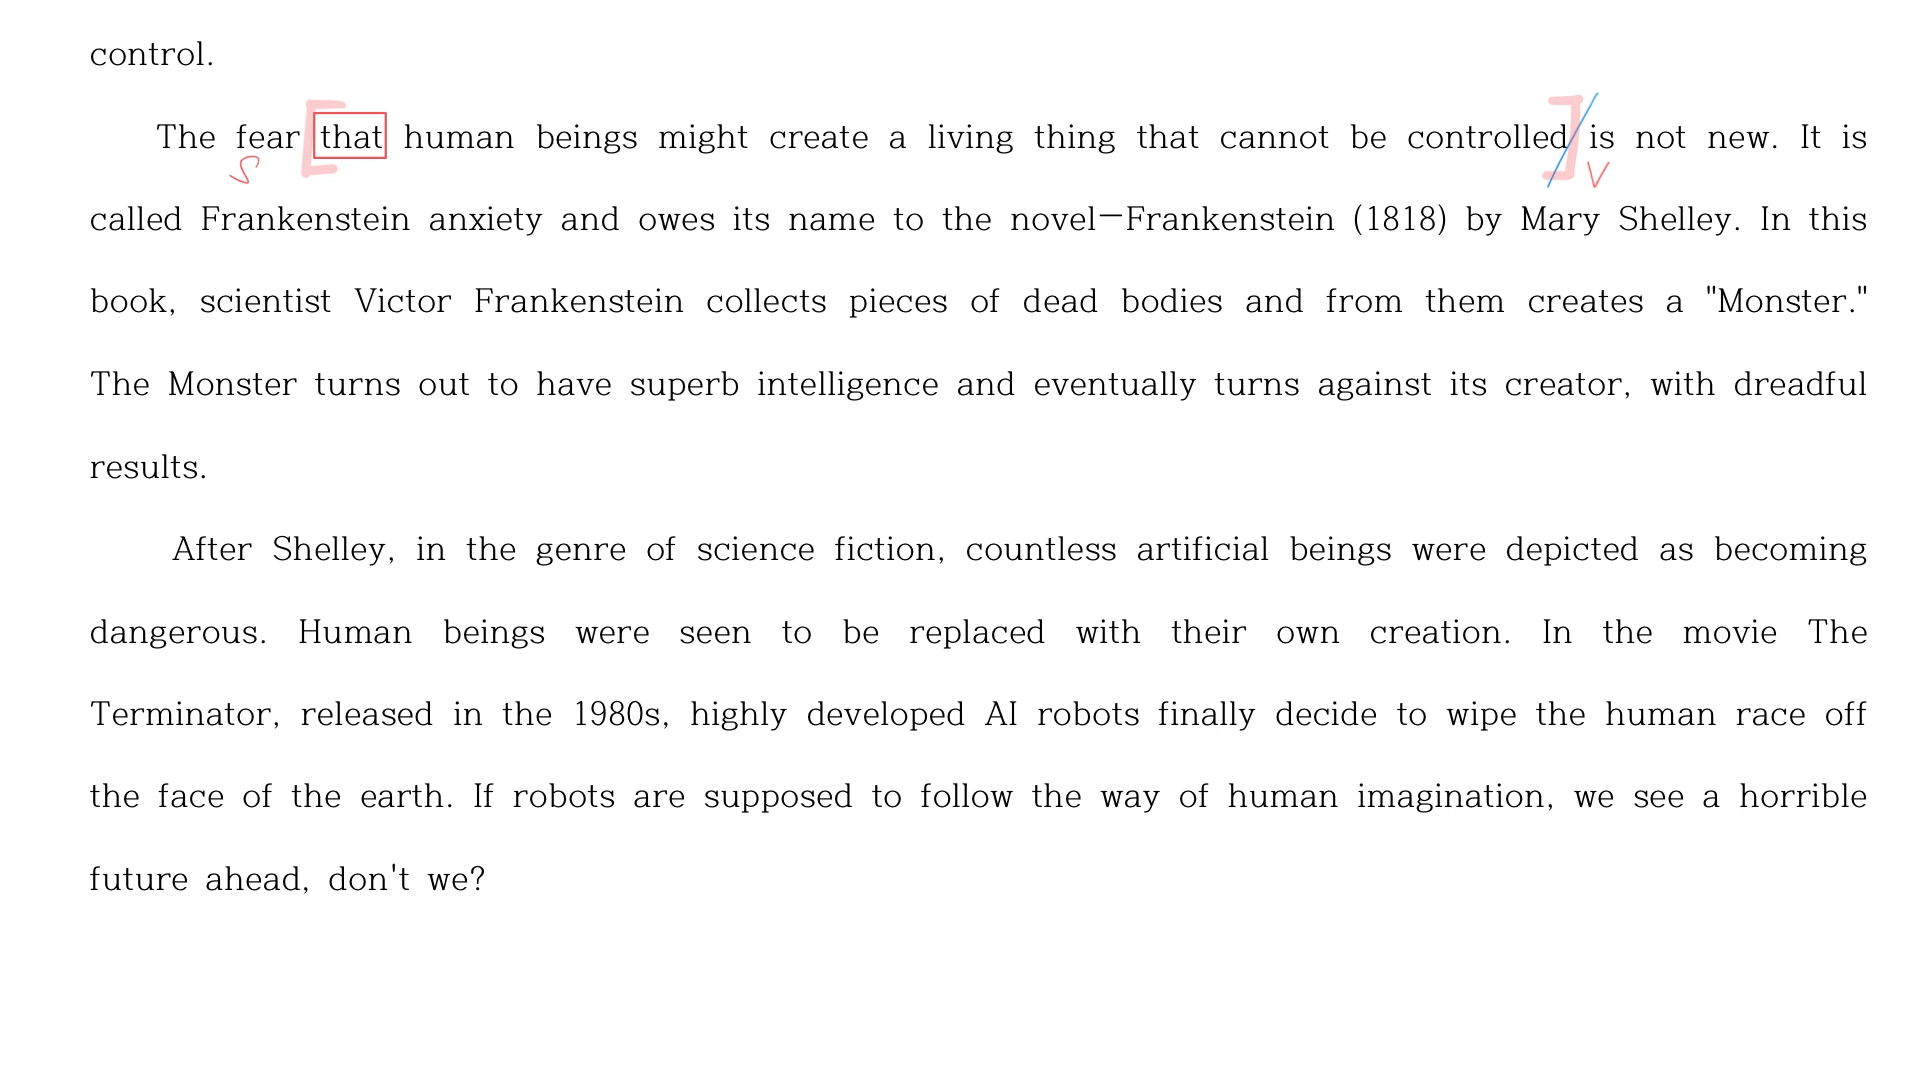 control.
The fear that human beings might create a living thing that cannot be controlled is not new. It is
S V
called Frankenstein anxiety and owes its name to the novel—Frankenstein (1818) by Mary Shelley. In this
book, scientist Victor Frankenstein collects pieces of dead bodies and from them creates a "Monster."
The Monster turns out to have superb intelligence and eventually turns against its creator, with dreadful
results.
After Shelley, in the genre of science fiction, countless artificial beings were depicted as becoming
dangerous. Human beings were seen to be replaced with their own creation. In the movie The
Terminator, released in the 1980s, highly developed AI robots finally decide to wipe the human race off
the face of the earth. If robots are supposed to follow the way of human imagination, we see a horrible
future ahead, don't we?